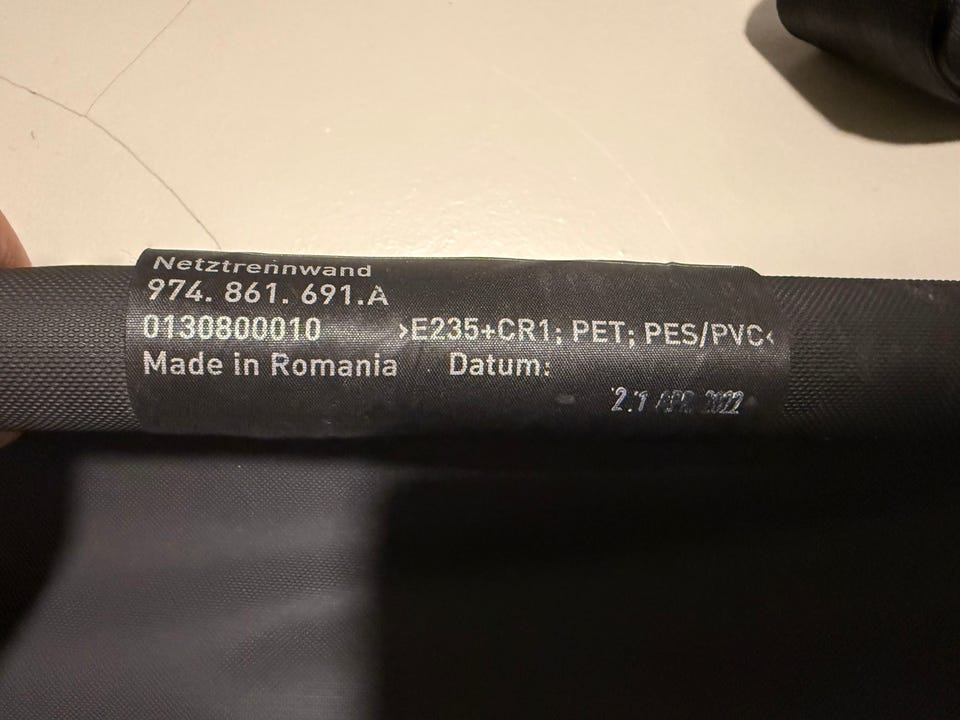 Netztrennwand
974. 861. 691.A
0130800010 >E235+CR1; PET; PES/PVC<
Made in Romania Datum:
21 APR 2022